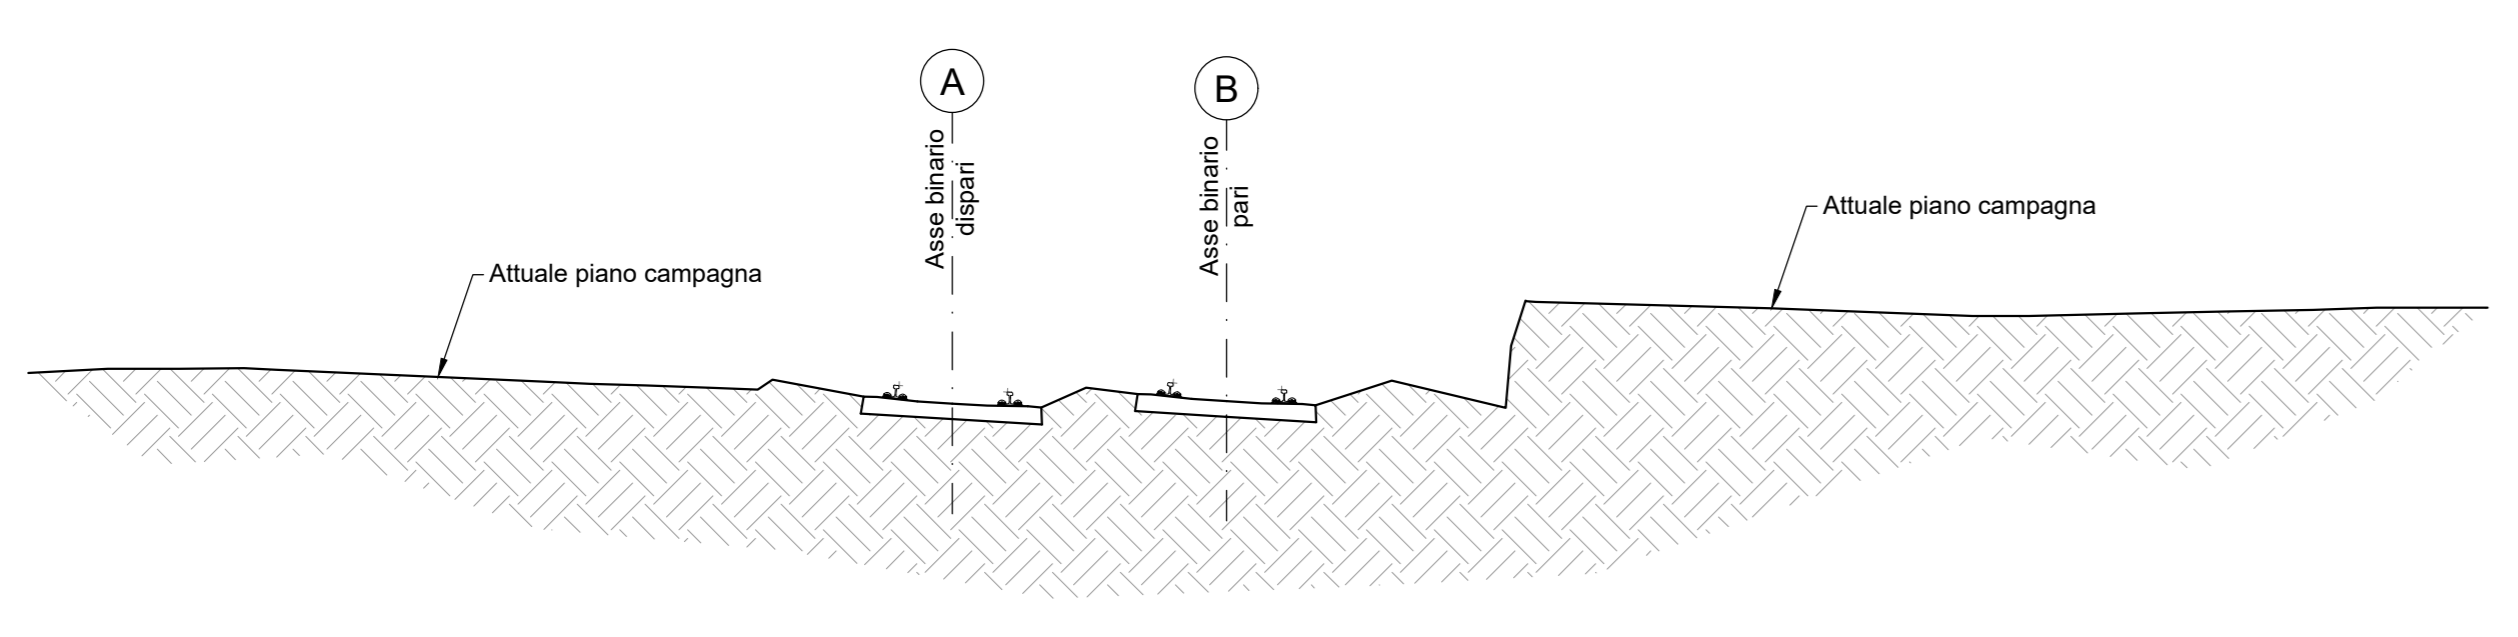 A
Asse binario
dispari
B
Asse binario
pari
Attuale piano campagna
Attuale piano campagna